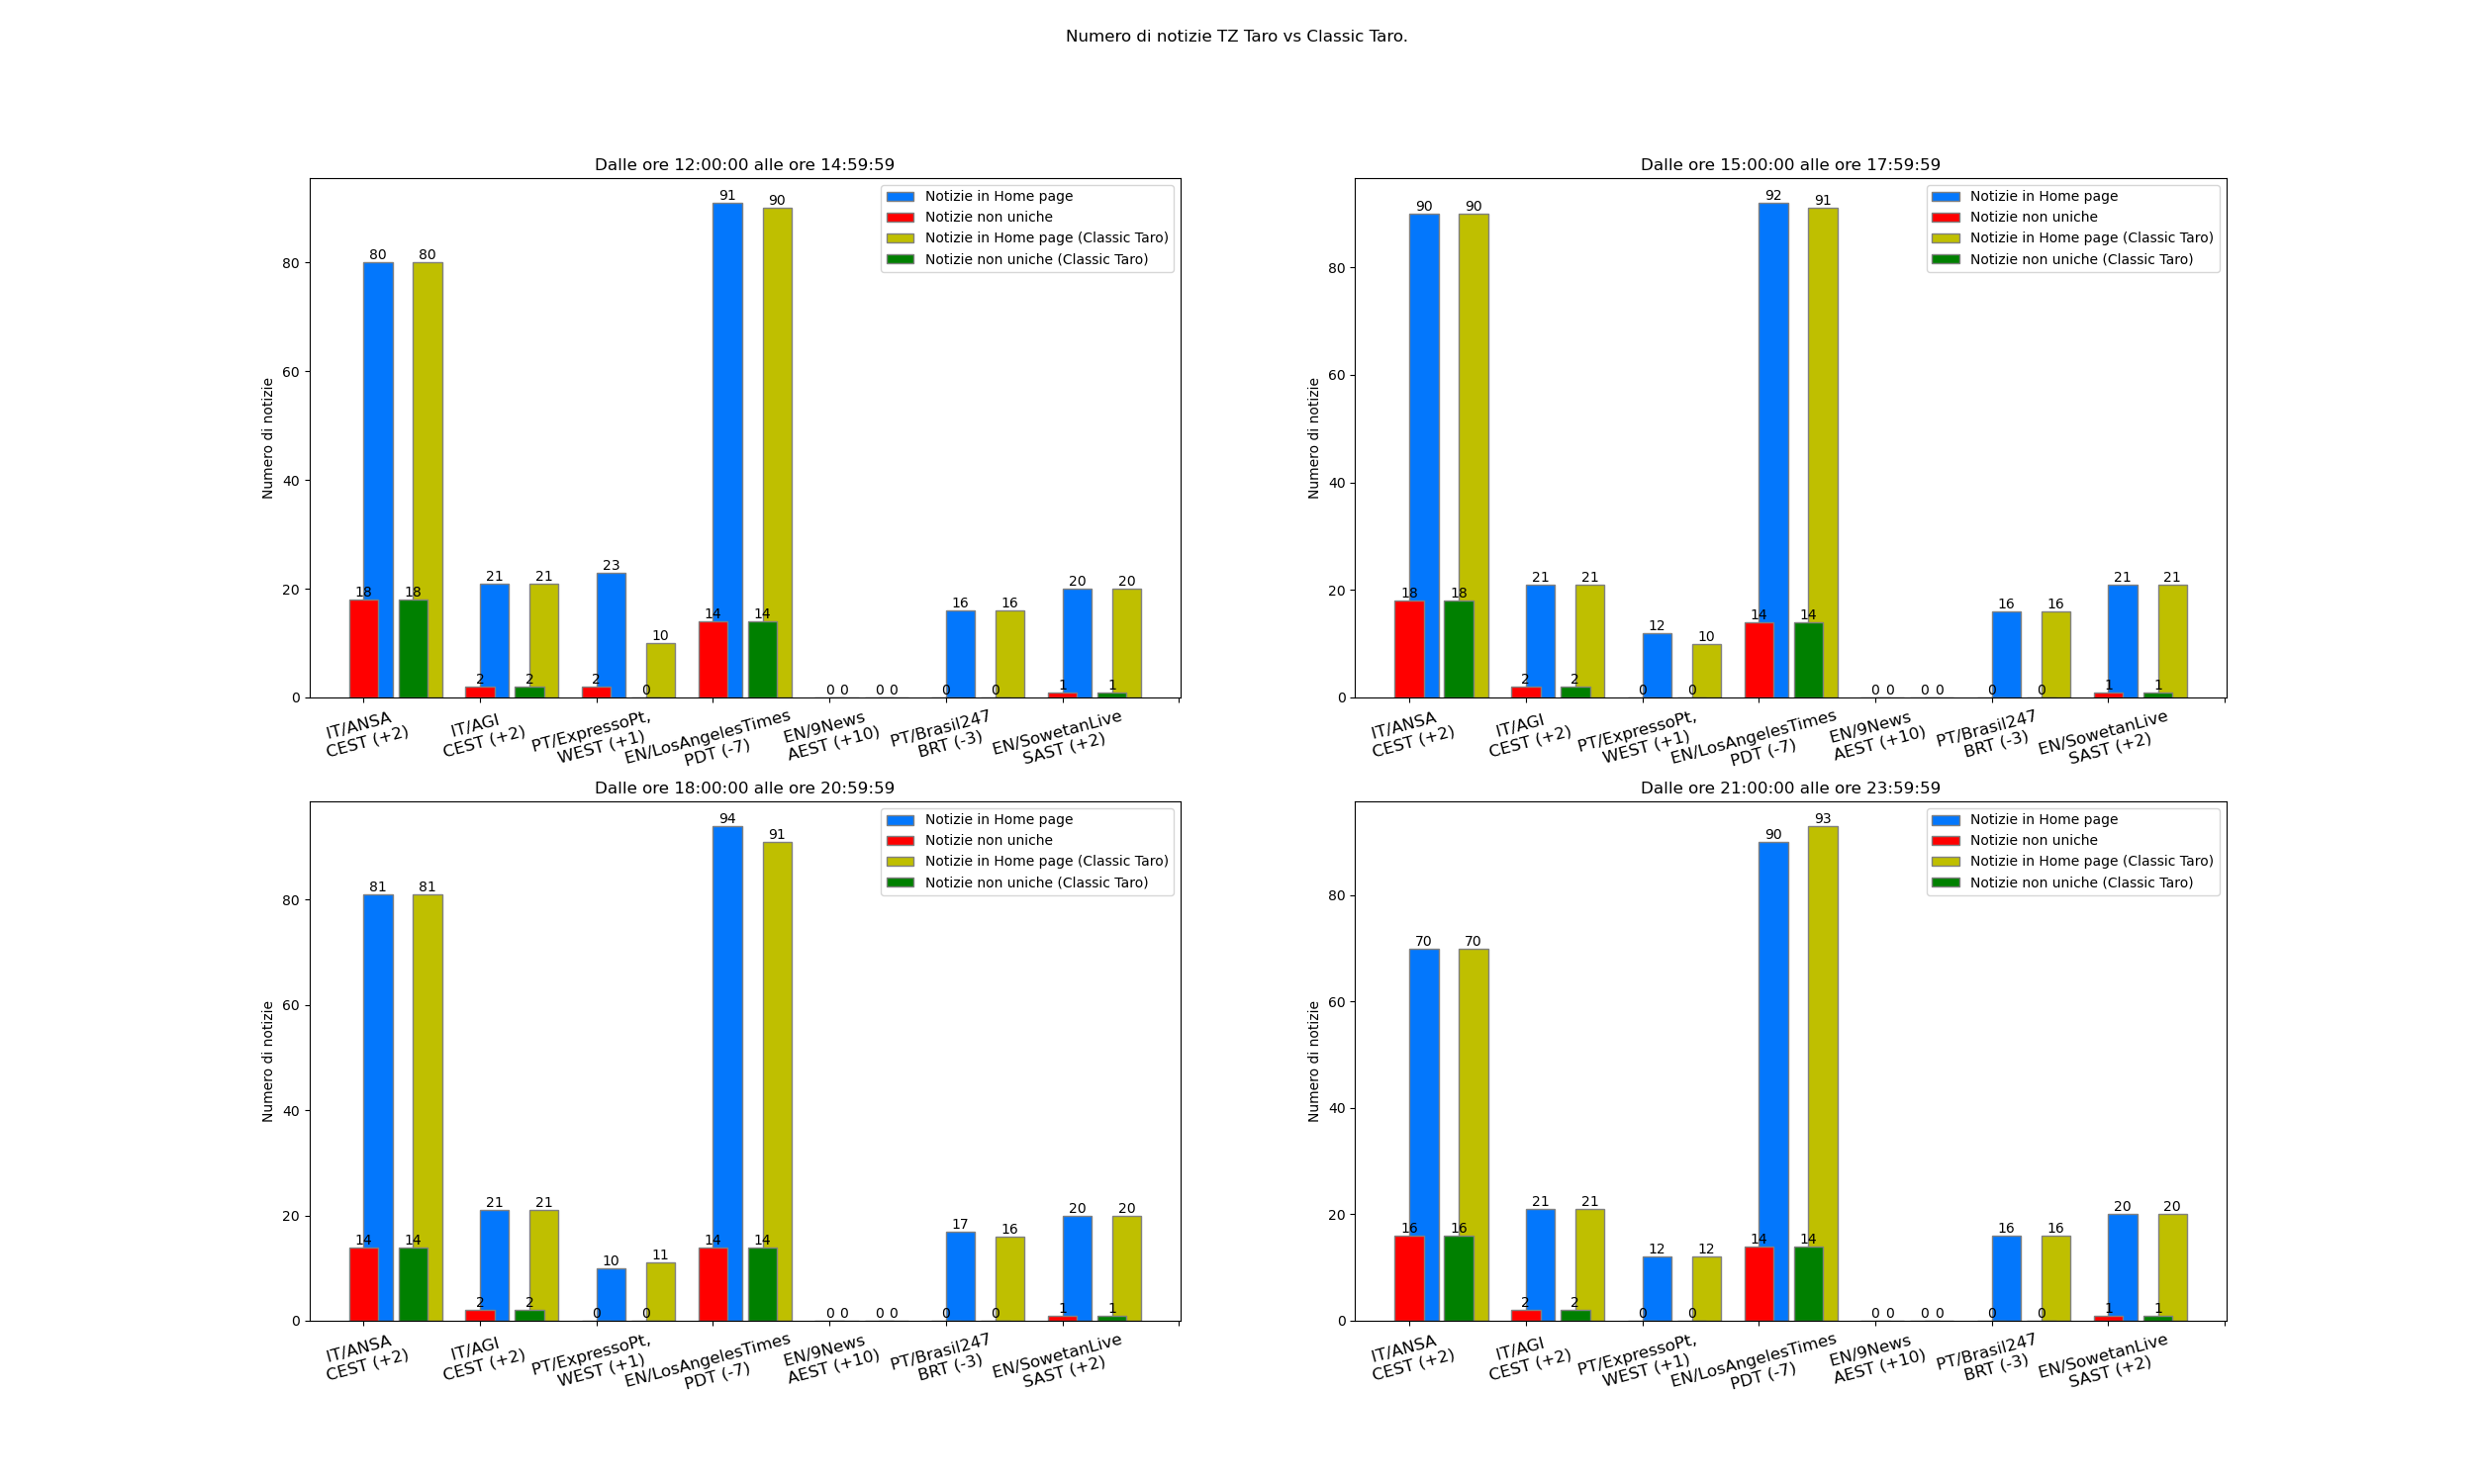 Numero di notizie TZ Taro vs Classic Taro.
Dalle ore 12:00:00 alle ore 14:59:59
Numero di notizie
80
60
40
20
0
Notizie in Home page
Notizie non uniche
Notizie in Home page (Classic Taro)
Notizie non uniche (Classic Taro)
80 80 21 21 23 10 91 90 0 0 16 16 20 20
18 18 2 2 2 0 14 14 0 0 0 0 1 1
IT/ANSA
CEST (+2)
IT/AGI
CEST (+2)
PT/ExpressoPt,
WEST (+1)
EN/LosAngelesTimes
PDT (-7)
EN/9News
AEST (+10)
PT/Brasil247
BRT (-3)
EN/SowetanLive
SAST (+2)
Dalle ore 15:00:00 alle ore 17:59:59
Numero di notizie
80
60
40
20
0
Notizie in Home page
Notizie non uniche
Notizie in Home page (Classic Taro)
Notizie non uniche (Classic Taro)
90 90 21 21 12 10 92 91 0 0 16 16 21 21
18 18 2 2 0 0 14 14 0 0 0 0 1 1
IT/ANSA
CEST (+2)
IT/AGI
CEST (+2)
PT/ExpressoPt,
WEST (+1)
EN/LosAngelesTimes
PDT (-7)
EN/9News
AEST (+10)
PT/Brasil247
BRT (-3)
EN/SowetanLive
SAST (+2)
Dalle ore 18:00:00 alle ore 20:59:59
Numero di notizie
80
60
40
20
0
Notizie in Home page
Notizie non uniche
Notizie in Home page (Classic Taro)
Notizie non uniche (Classic Taro)
81 81 21 21 10 11 94 91 0 0 17 16 20 20
14 14 2 2 0 0 14 14 0 0 0 0 1 1
IT/ANSA
CEST (+2)
IT/AGI
CEST (+2)
PT/ExpressoPt,
WEST (+1)
EN/LosAngelesTimes
PDT (-7)
EN/9News
AEST (+10)
PT/Brasil247
BRT (-3)
EN/SowetanLive
SAST (+2)
Dalle ore 21:00:00 alle ore 23:59:59
Numero di notizie
80
60
40
20
0
Notizie in Home page
Notizie non uniche
Notizie in Home page (Classic Taro)
Notizie non uniche (Classic Taro)
70 70 21 21 12 12 90 93 0 0 16 16 20 20
16 16 2 2 0 0 14 14 0 0 0 0 1 1
IT/ANSA
CEST (+2)
IT/AGI
CEST (+2)
PT/ExpressoPt,
WEST (+1)
EN/LosAngelesTimes
PDT (-7)
EN/9News
AEST (+10)
PT/Brasil247
BRT (-3)
EN/SowetanLive
SAST (+2)